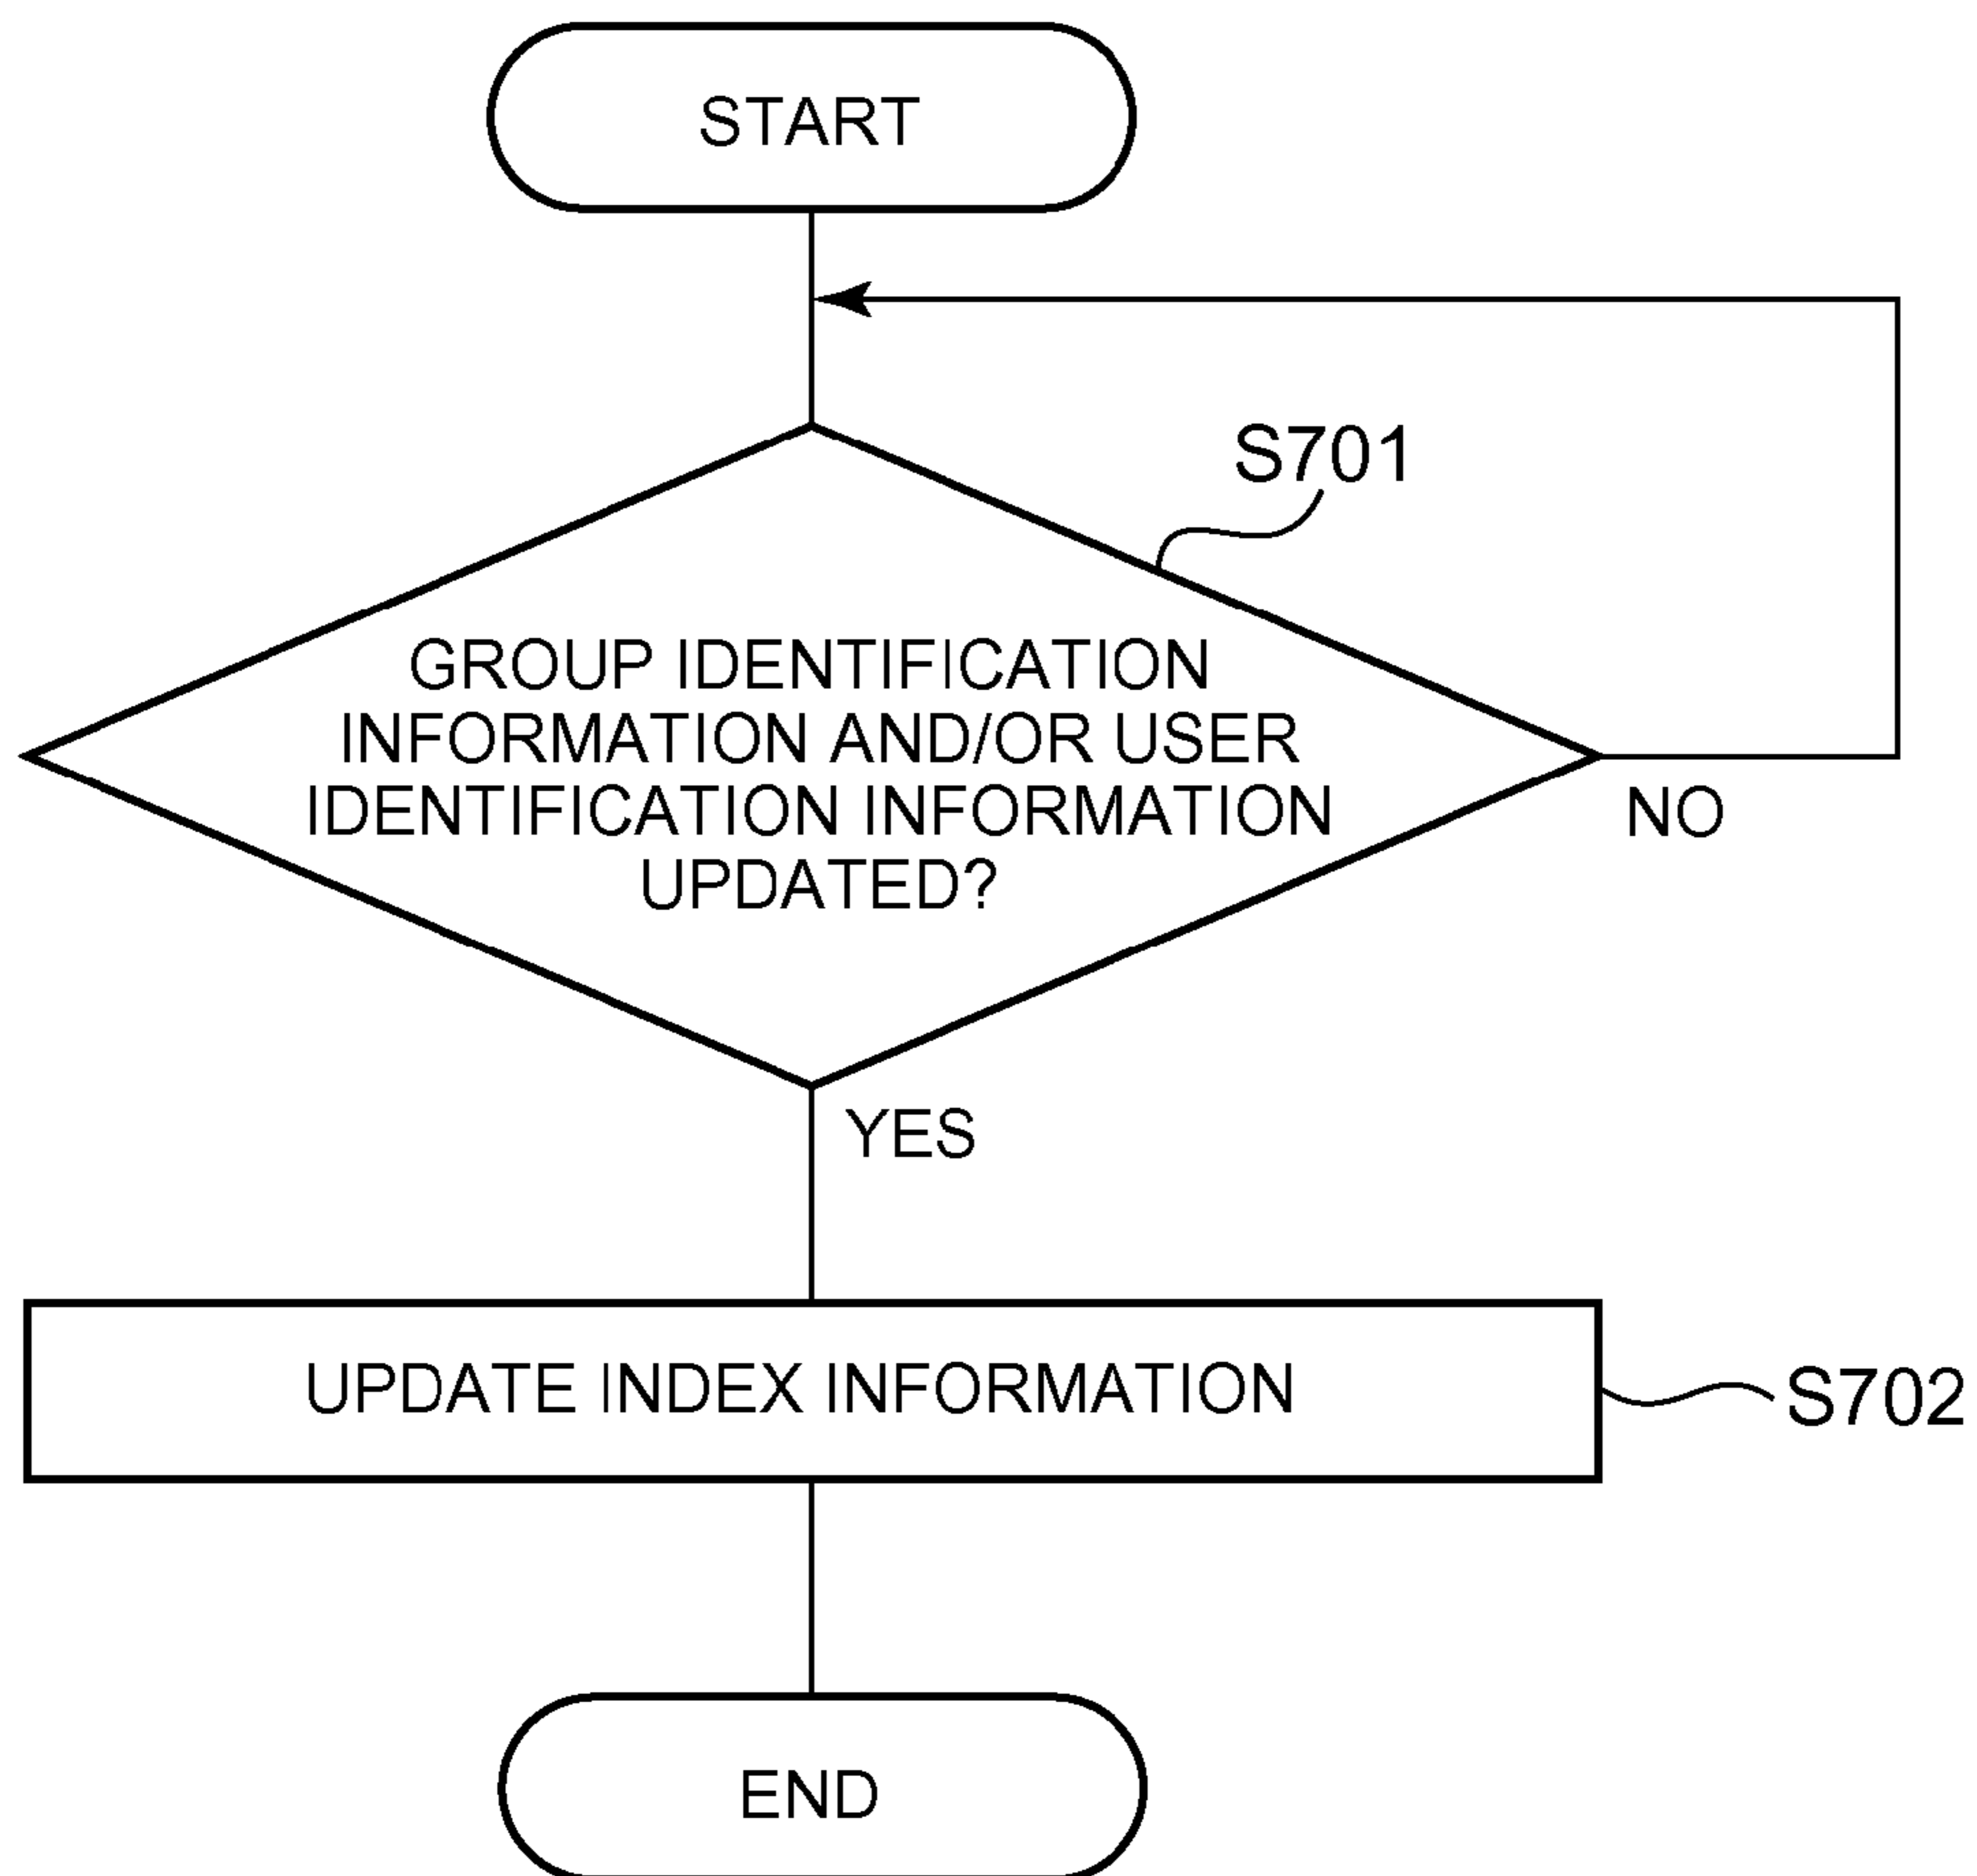 START
S701
GROUP IDENTIFICATION
INFORMATION AND/OR USER
IDENTIFICATION INFORMATION
UPDATED?
NO
YES
UPDATE INDEX INFORMATION
S702
END